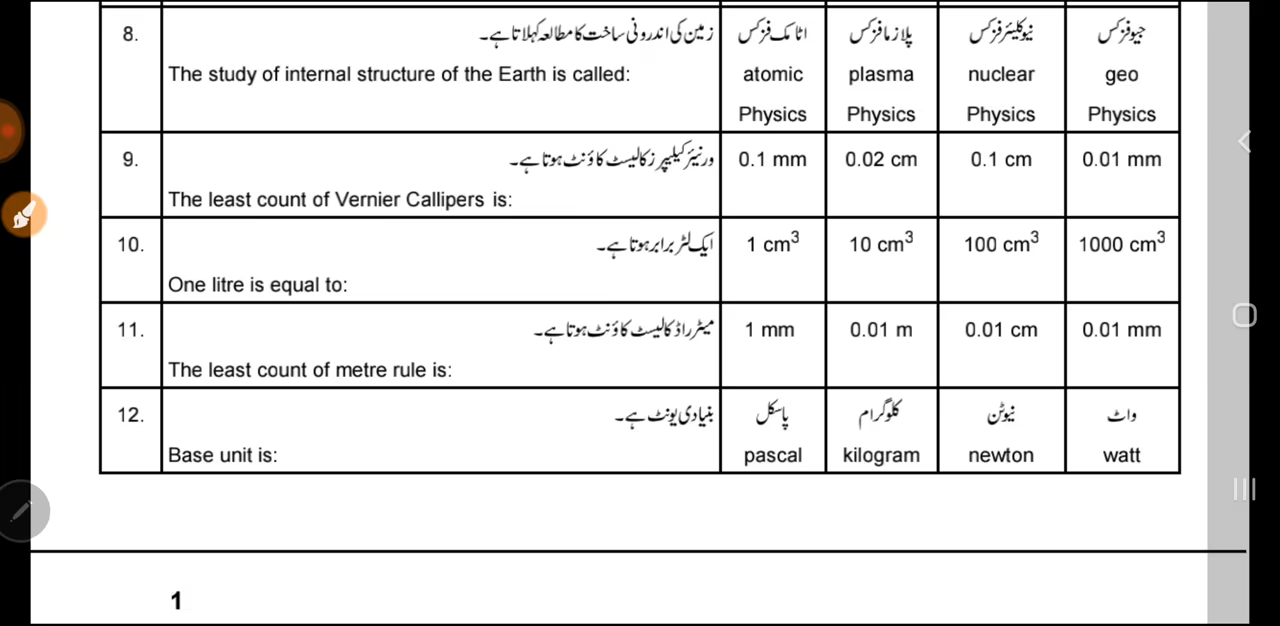 8. زمین کی اندرونی ساخت کا مطالعہ کہلاتا ہے۔ اٹامک فزکس پلازما فزکس نیوکلیئر فزکس جیو فزکس
The study of internal structure of the Earth is called: atomic plasma nuclear geo
Physics Physics Physics Physics
9. ورنیئر کیلیپرز کا لیسٹ کاؤنٹ ہوتا ہے۔ 0.1 mm 0.02 cm 0.1 cm 0.01 mm
The least count of Vernier Callipers is:
10. ایک لٹر برابر ہوتا ہے۔ 1 cm³ 10 cm³ 100 cm³ 1000 cm³
One litre is equal to:
11. میٹر راڈ کا لیسٹ کاؤنٹ ہوتا ہے۔ 1 mm 0.01 m 0.01 cm 0.01 mm
The least count of metre rule is:
12. بنیادی یونٹ ہے۔ پاسکل کلوگرام نیوٹن واٹ
Base unit is: pascal kilogram newton watt
1